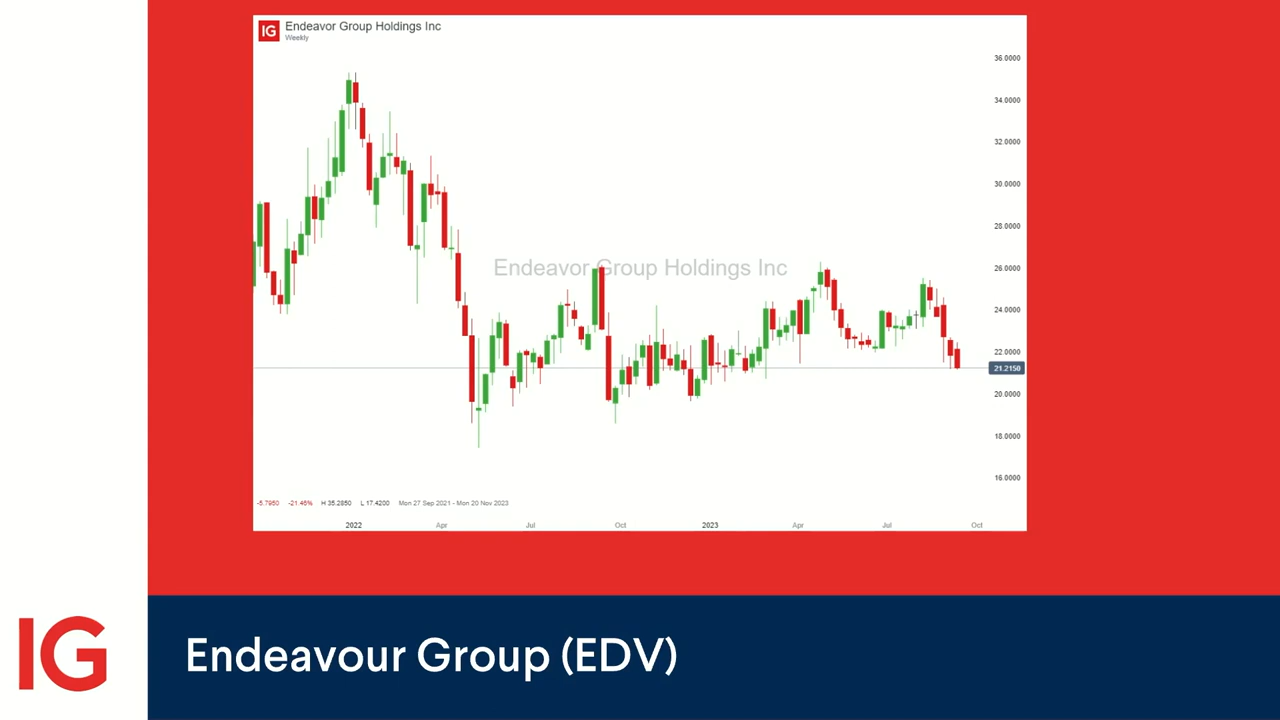 IG
Endeavor Group Holdings Inc
Weekly
36.0000
34.0000
32.0000
30.0000
28.0000
Endeavor Group Holdings Inc
26.0000
24.0000
22.0000
21.2150
20.0000
18.0000
16.0000
-5.7950 -21.46% H 35.2850 L 17.4200 Mon 27 Sep 2021 - Mon 20 Nov 2023
2022 Apr Jul Oct 2023 Apr Jul Oct
IG
Endeavour Group (EDV)